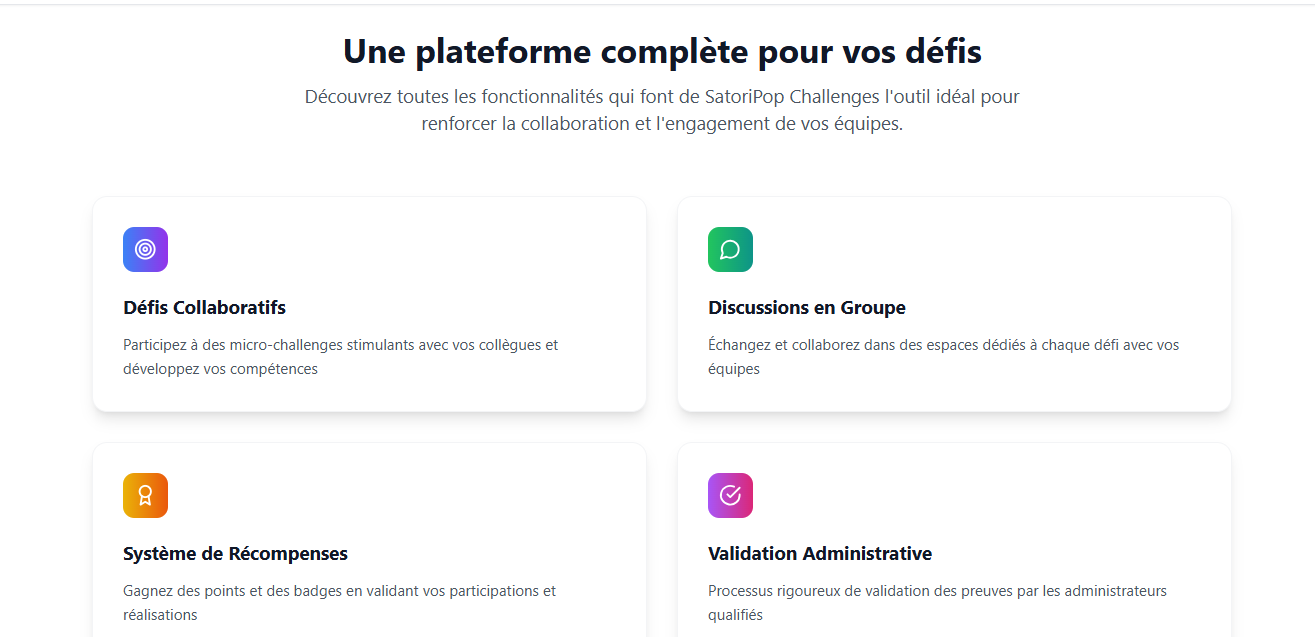 Une plateforme complète pour vos défis
Découvrez toutes les fonctionnalités qui font de SatoriPop Challenges l'outil idéal pour
renforcer la collaboration et l'engagement de vos équipes.
Défis Collaboratifs
Participez à des micro-challenges stimulants avec vos collègues et
développez vos compétences
Discussions en Groupe
Échangez et collaborez dans des espaces dédiés à chaque défi avec vos
équipes
Système de Récompenses
Gagnez des points et des badges en validant vos participations et
réalisations
Validation Administrative
Processus rigoureux de validation des preuves par les administrateurs
qualifiés